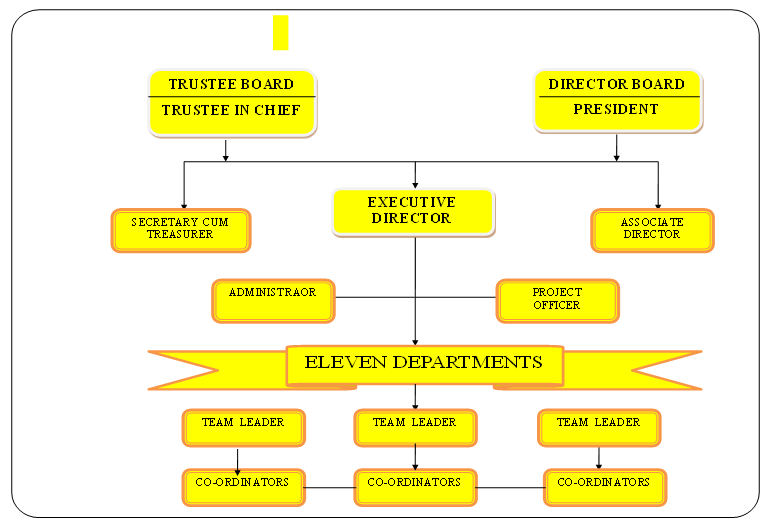 TRUSTEE BOARD
TRUSTEE IN CHIEF
DIRECTOR BOARD
PRESIDENT
SECRETARY CUM
TREASURER
EXECUTIVE
DIRECTOR
ASSOCIATE
DIRECTOR
ADMINISTRAOR
PROJECT
OFFICER
ELEVEN DEPARTMENTS
TEAM LEADER
TEAM LEADER
TEAM LEADER
CO-ORDINATORS
CO-ORDINATORS
CO-ORDINATORS